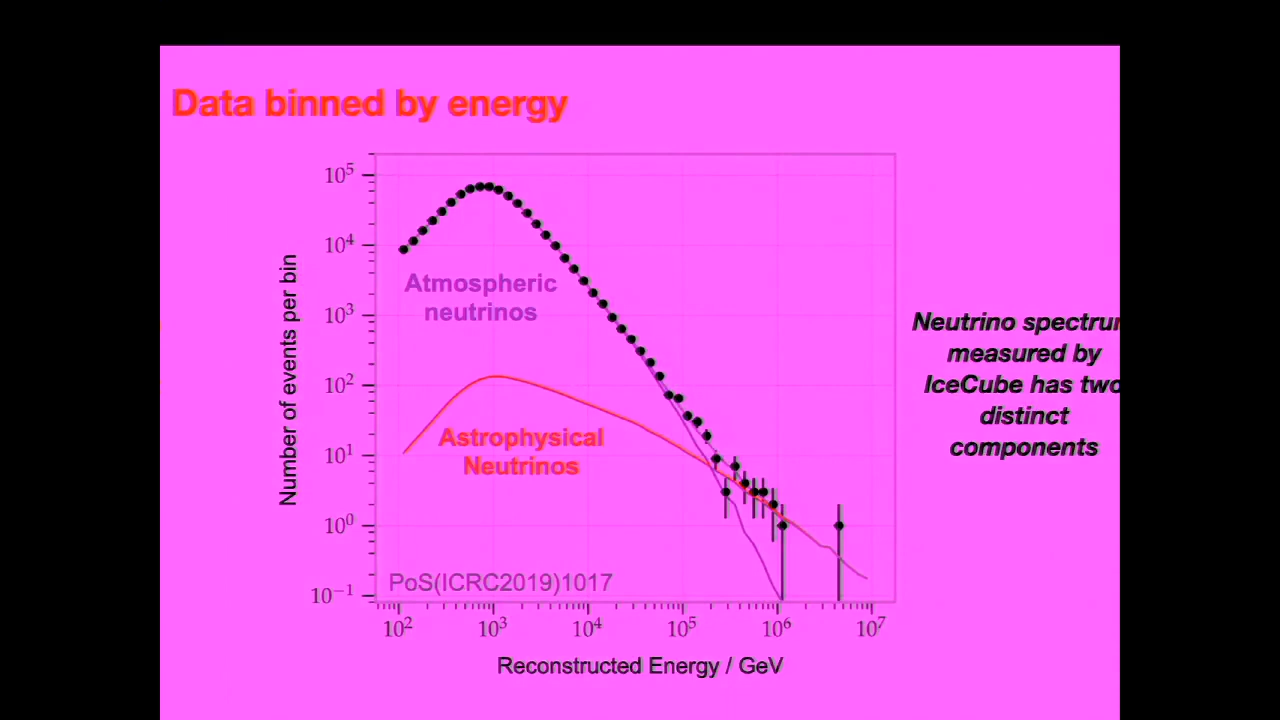 Data binned by energy
10^5
10^4
10^3
10^2
10^1
10^0
10^−1
Number of events per bin
Atmospheric
neutrinos
Astrophysical
Neutrinos
PoS(ICRC2019)1017
10^2 10^3 10^4 10^5 10^6 10^7
Reconstructed Energy / GeV
Neutrino spectru
measured by
IceCube has two
distinct
components